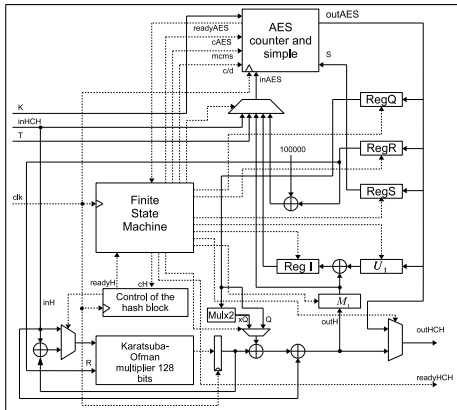 outAES
AES
counter and
simple
readyAES
cAES
mcms
c/d
inAES
S
K
inHCH
T
RegQ
100000
RegR
clk
Finite
State
Machine
RegS
Reg I
U1
readyH
cH
Control of the
hash block
inH
Mulx2
xQ
Q
outH
outHCH
Karatsuba-
Ofman
multiplier 128
bits
R
readyHCH